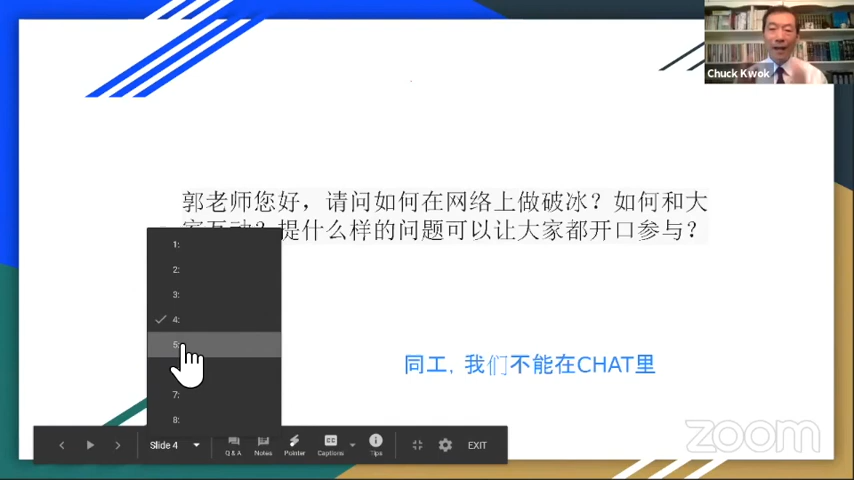 Chuck Kwok
郭老师您好，请问如何在网络上做破冰？如何和大
家互动？提什么样的问题可以让大家都开口参与？
1:
2:
3:
4:
5:
7:
8:
同工，我们不能在CHAT里
Slide 4
Q & A
Notes
Pointer
Captions
Tips
EXIT
zoom